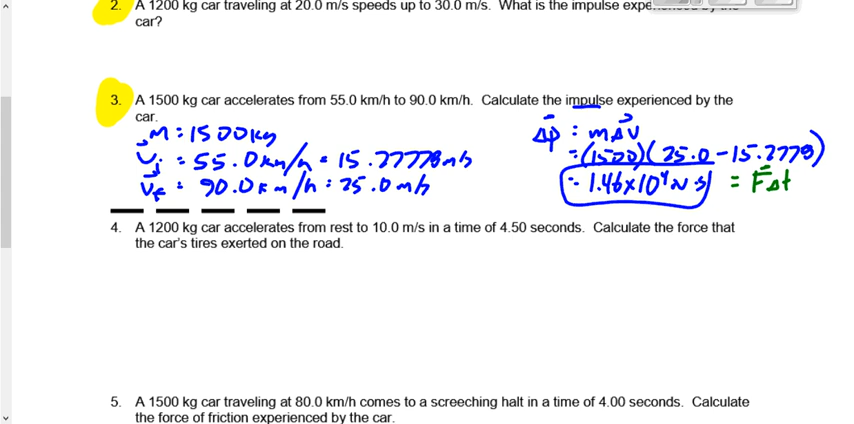 2. A 1200 kg car traveling at 20.0 m/s speeds up to 30.0 m/s. What is the impulse
car?
3. A 1500 kg car accelerates from 55.0 km/h to 90.0 km/h. Calculate the impulse experienced by the
car.
m = 1500 kg
Vi = 55.0 km/h = 15.27778 m/s
Vf = 90.0 km/h = 25.0 m/s
Δp = mΔv
=(1500)(25.0-15.2778)
= 1.46x10⁴ N·s = FΔt
4. A 1200 kg car accelerates from rest to 10.0 m/s in a time of 4.50 seconds. Calculate the force that
the car's tires exerted on the road.
5. A 1500 kg car traveling at 80.0 km/h comes to a screeching halt in a time of 4.00 seconds. Calculate
the force of friction experienced by the car.